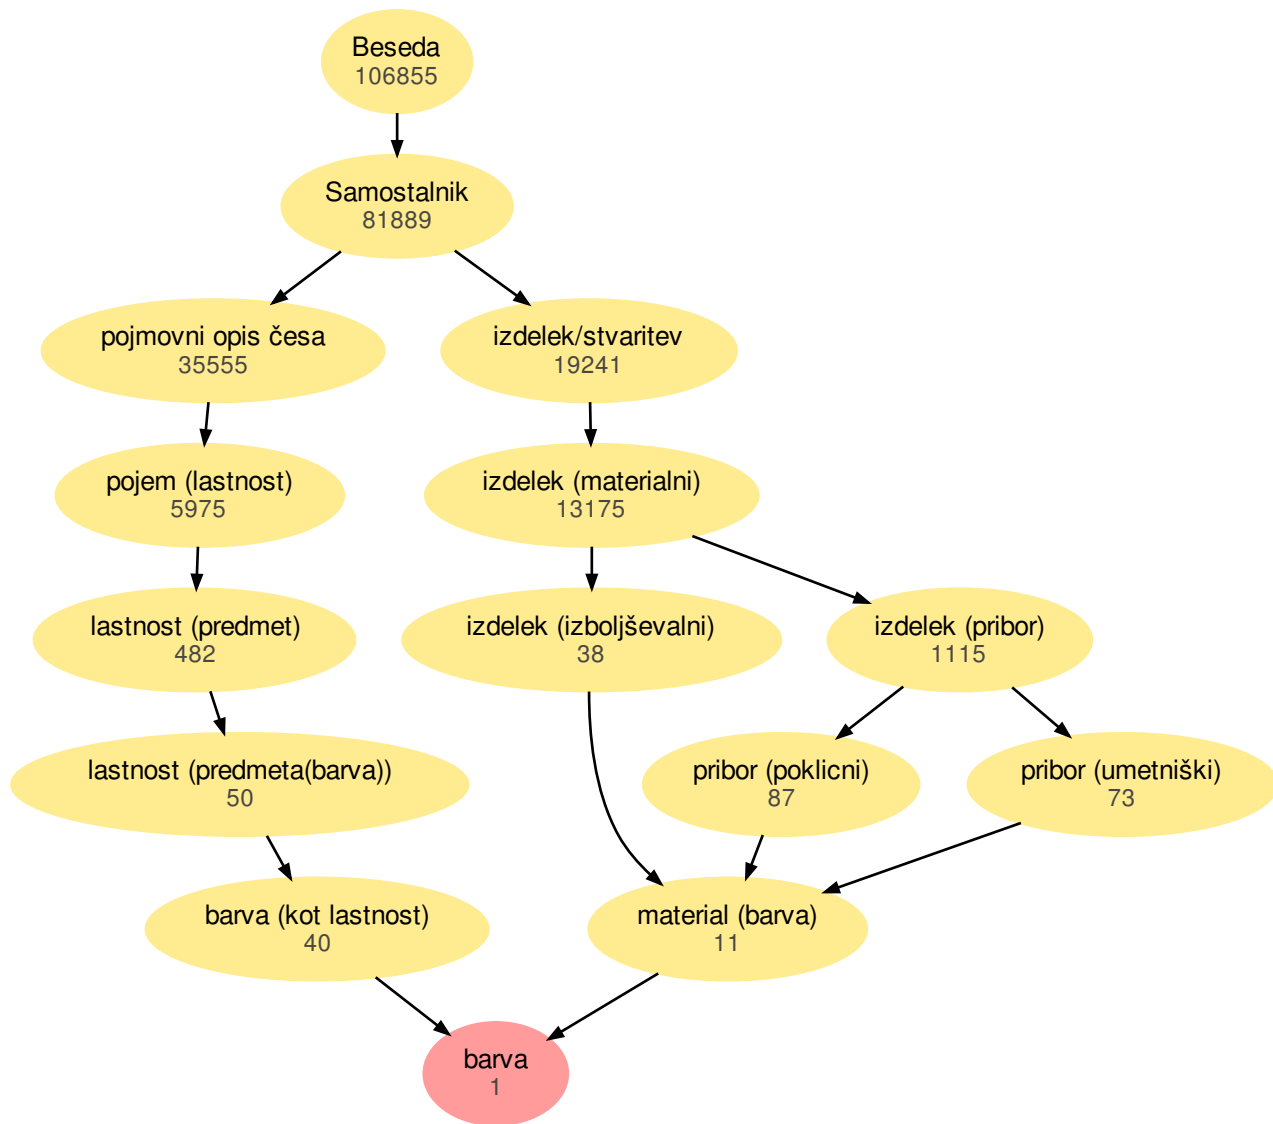 Beseda
106855
Samostalnik
81889
pojmovni opis česa
35555
izdelek/stvaritev
19241
pojem (lastnost)
5975
izdelek (materialni)
13175
lastnost (predmet)
482
izdelek (izboljševalni)
38
izdelek (pribor)
1115
lastnost (predmeta(barva))
50
pribor (poklicni)
87
pribor (umetniški)
73
barva (kot lastnost)
40
material (barva)
11
barva
1